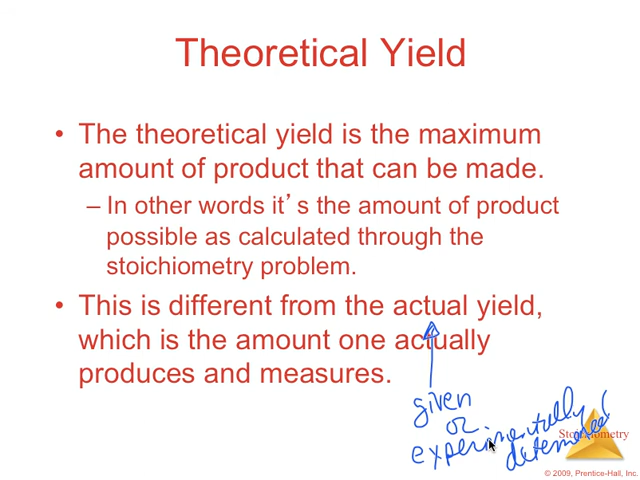 Theoretical Yield
• The theoretical yield is the maximum
amount of product that can be made.
– In other words it’s the amount of product
possible as calculated through the
stoichiometry problem.
• This is different from the actual yield,
which is the amount one actually
produces and measures.
given
or
experimentally
determined
Stoichiometry
© 2009, Prentice-Hall, Inc.